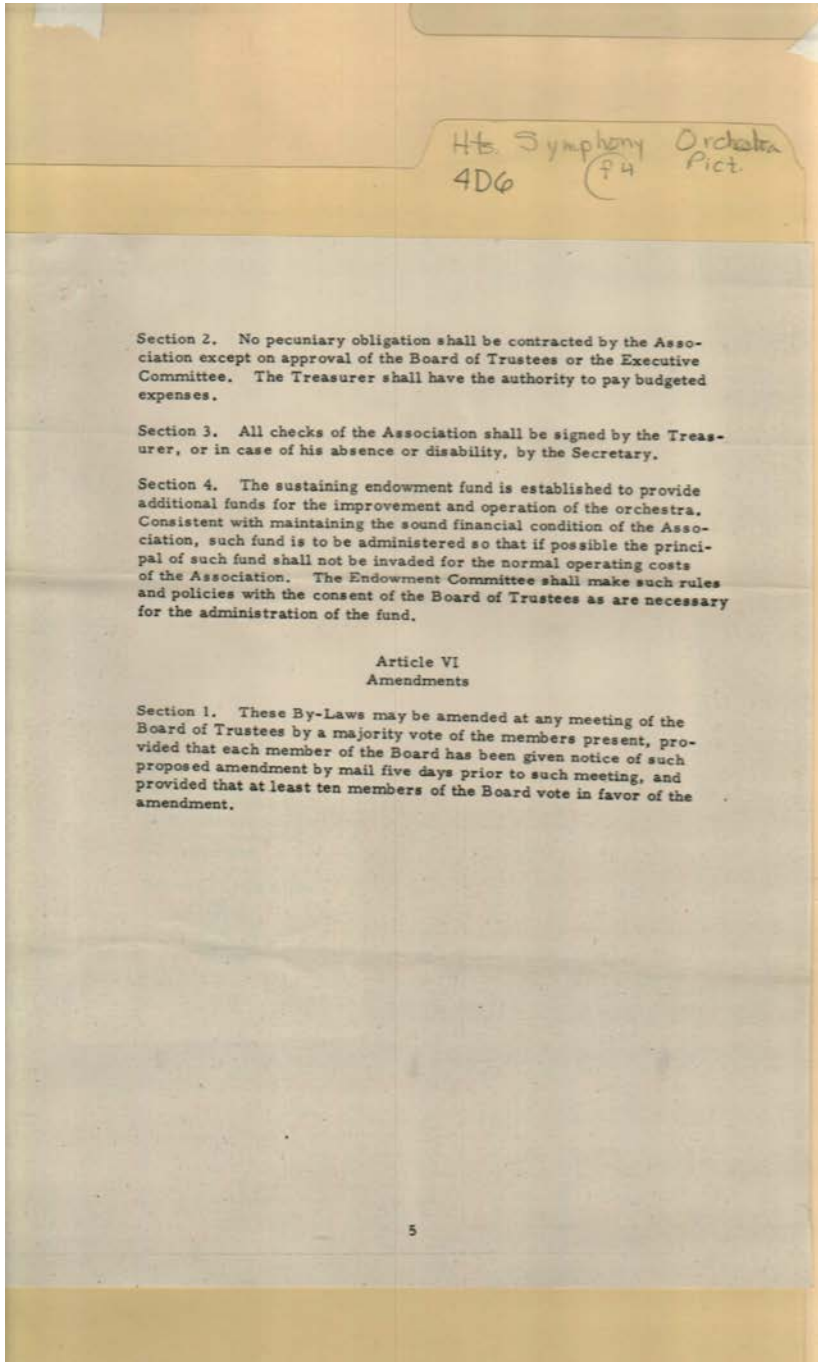 Hts. Symphony Orchestra
4D6 f4 Pict.
Section 2. No pecuniary obligation shall be contracted by the Asso-
ciation except on approval of the Board of Trustees or the Executive
Committee. The Treasurer shall have the authority to pay budgeted
expenses.
Section 3. All checks of the Association shall be signed by the Treas-
urer, or in case of his absence or disability, by the Secretary.
Section 4. The sustaining endowment fund is established to provide
additional funds for the improvement and operation of the orchestra.
Consistent with maintaining the sound financial condition of the Asso-
ciation, such fund is to be administered so that if possible the princi-
pal of such fund shall not be invaded for the normal operating costs
of the Association. The Endowment Committee shall make such rules
and policies with the consent of the Board of Trustees as are necessary
for the administration of the fund.
Article VI
Amendments
Section 1. These By-Laws may be amended at any meeting of the
Board of Trustees by a majority vote of the members present, pro-
vided that each member of the Board has been given notice of such
proposed amendment by mail five days prior to such meeting, and
provided that at least ten members of the Board vote in favor of the
amendment.
5